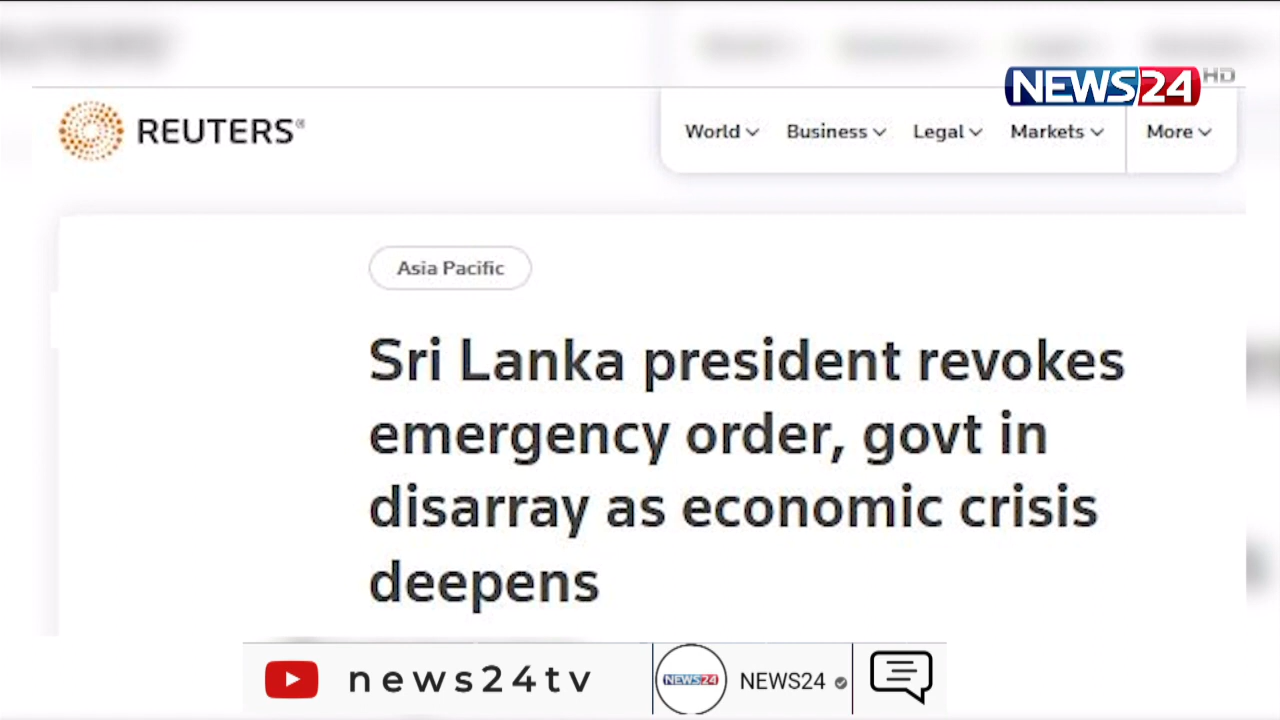 NEWS24 HD
REUTERS®
World Business Legal Markets More
Asia Pacific
Sri Lanka president revokes
emergency order, govt in
disarray as economic crisis
deepens
news24tv NEWS24 NEWS24